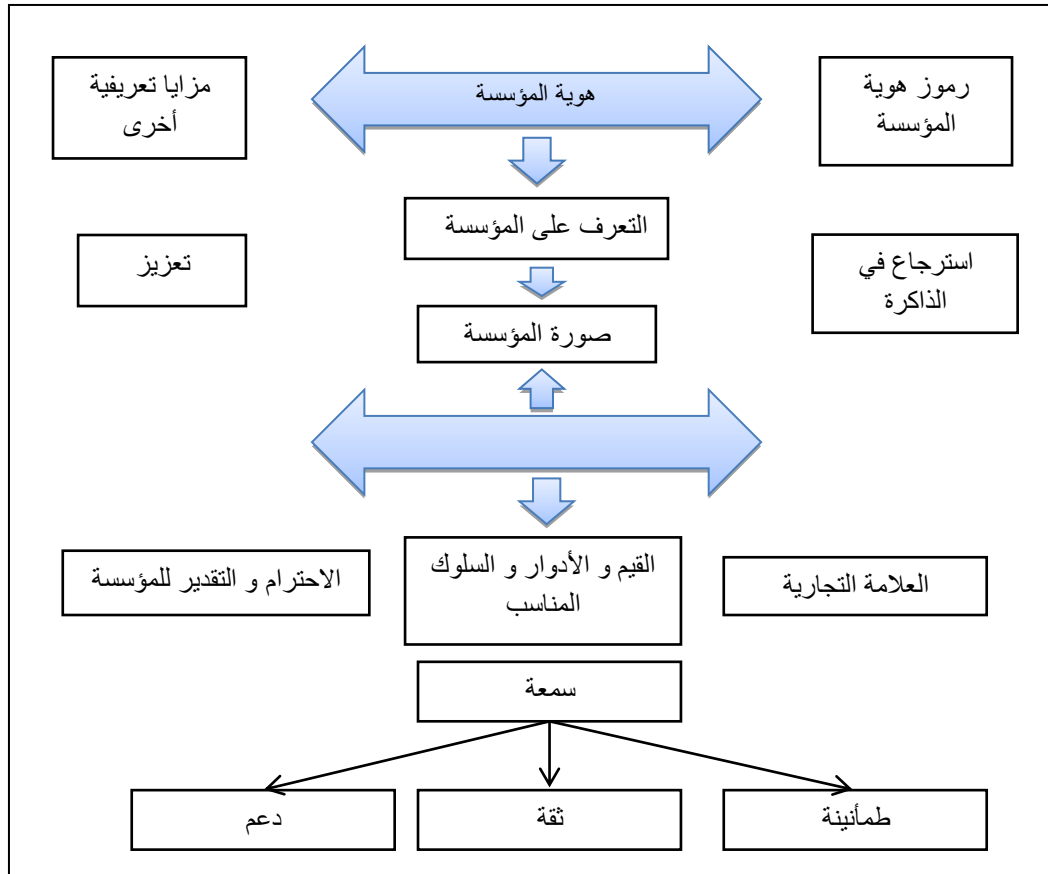 رموز هوية
المؤسسة
هوية المؤسسة
مزايا تعريفية
أخرى
التعرف على المؤسسة
استرجاع في
الذاكرة
تعزيز
صورة المؤسسة
العلامة التجارية
القيم و الأدوار و السلوك
المناسب
الاحترام و التقدير للمؤسسة
سمعة
طمأنينة
ثقة
دعم